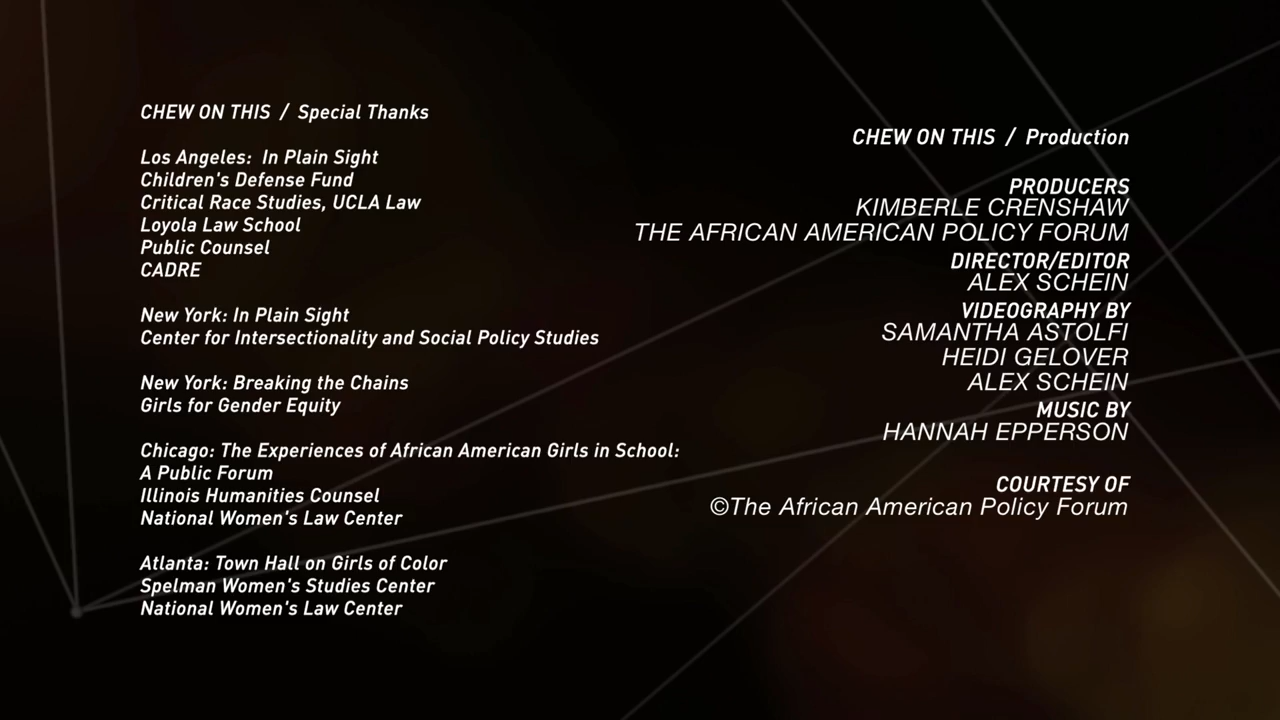 CHEW ON THIS / Special Thanks
Los Angeles: In Plain Sight
Children's Defense Fund
Critical Race Studies, UCLA Law
Loyola Law School
Public Counsel
CADRE
New York: In Plain Sight
Center for Intersectionality and Social Policy Studies
New York: Breaking the Chains
Girls for Gender Equity
Chicago: The Experiences of African American Girls in School:
A Public Forum
Illinois Humanities Counsel
National Women's Law Center
Atlanta: Town Hall on Girls of Color
Spelman Women's Studies Center
National Women's Law Center
CHEW ON THIS / Production
PRODUCERS
KIMBERLE CRENSHAW
THE AFRICAN AMERICAN POLICY FORUM
DIRECTOR/EDITOR
ALEX SCHEIN
VIDEOGRAPHY BY
SAMANTHA ASTOLFI
HEIDI GELOVER
ALEX SCHEIN
MUSIC BY
HANNAH EPPERSON
COURTESY OF
©The African American Policy Forum